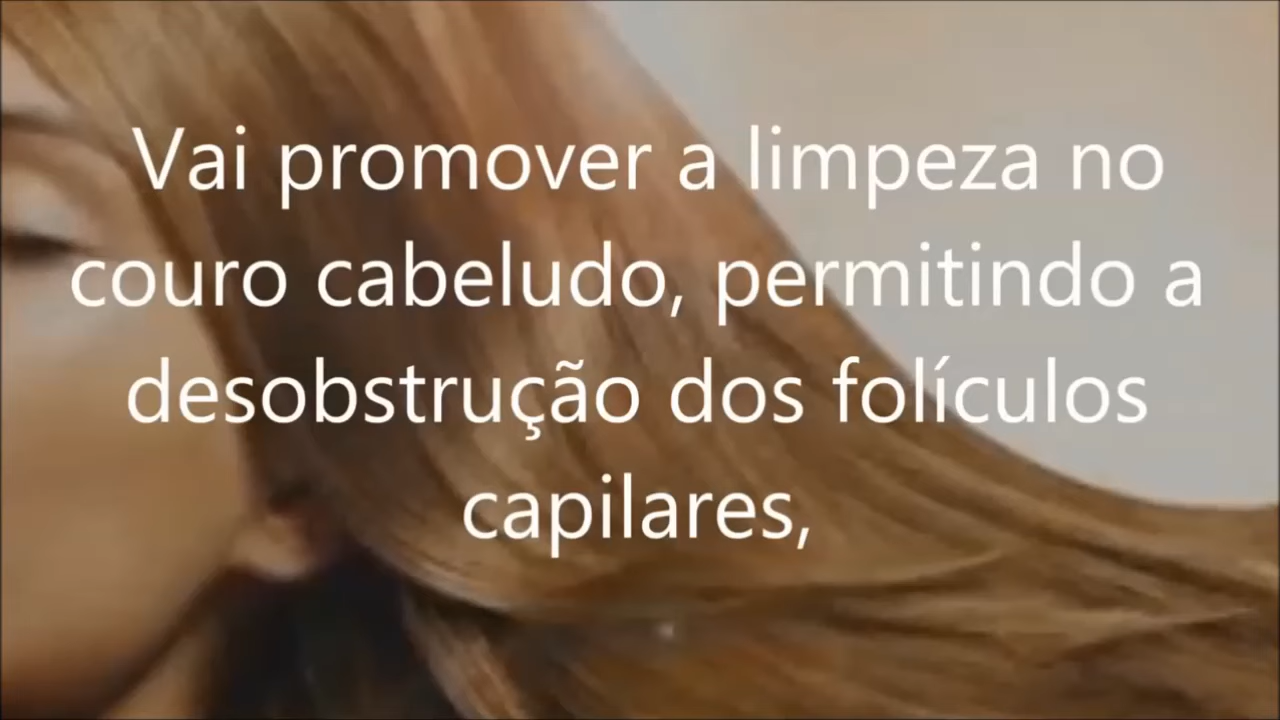 Vai promover a limpeza no
couro cabeludo, permitindo a
desobstrução dos folículos
capilares,